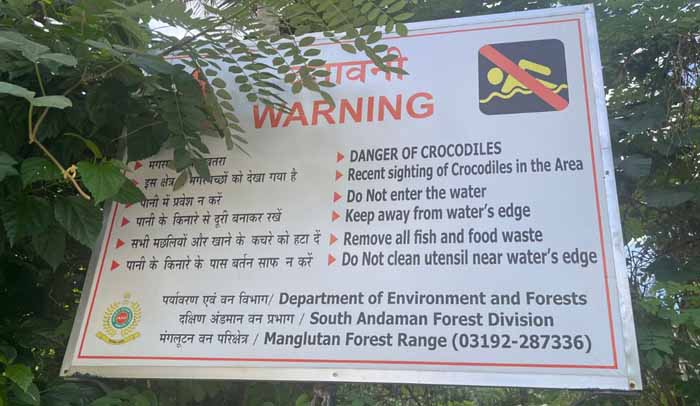 WARNING
खतरा
इस क्षेत्र को देखा गया है
पानी में प्रवेश न करें
पानी के किनारे से दूरी बनाकर रखें
सभी मछलियों और खाने के कचरे को हटा दें
पानी के किनारे के पास बर्तन साफ न करें
DANGER OF CROCODILES
Recent sighting of Crocodiles in the Area
Do Not enter the water
Keep away from water's edge
Remove all fish and food waste
Do Not clean utensil near water's edge
पर्यावरण एवं वन विभाग/ Department of Environment and Forests
दक्षिण अंडमान वन प्रभाग / South Andaman Forest Division
मंगलूटन वन परिक्षेत्र / Manglutan Forest Range (03192-287336)